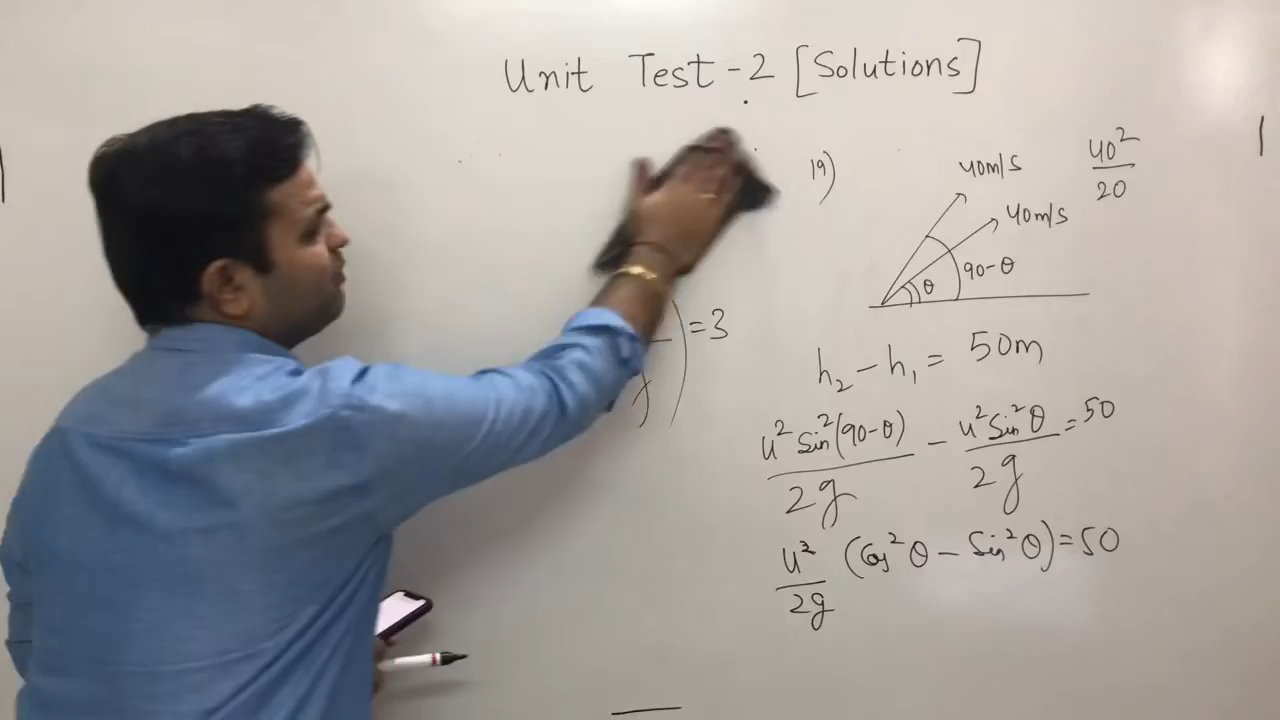 Unit Test - 2 [Solutions]
) = 3
19)
40m/s
40²/20
40m/s
90-θ
θ
h₂ - h₁ = 50m
u² Sin²(90-θ)/2g - u² Sin²θ/2g = 50
u²/2g (Cos²θ - Sin²θ) = 50